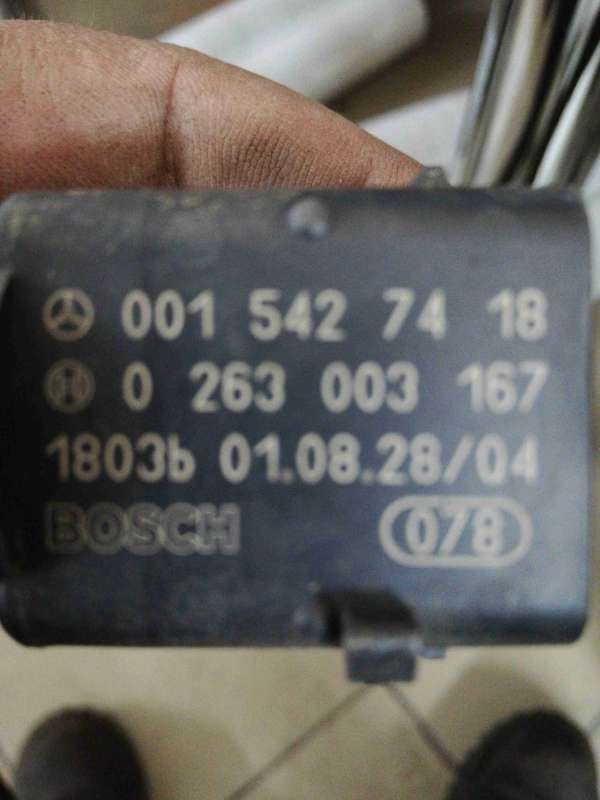 001 542 74 18
0 263 003 167
1803b 01.08.28/04
BOSCH 078